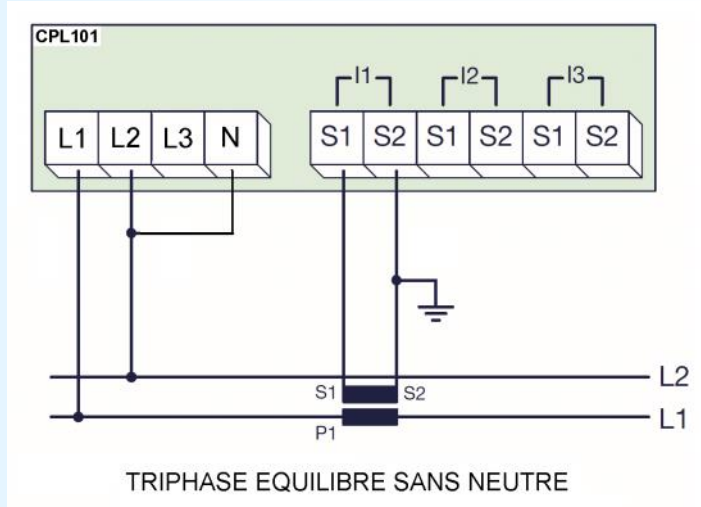 CPL101
I1 I2 I3
L1 L2 L3 N S1 S2 S1 S2 S1 S2
L2
S1 S2
L1
P1
TRIPHASE EQUILIBRE SANS NEUTRE